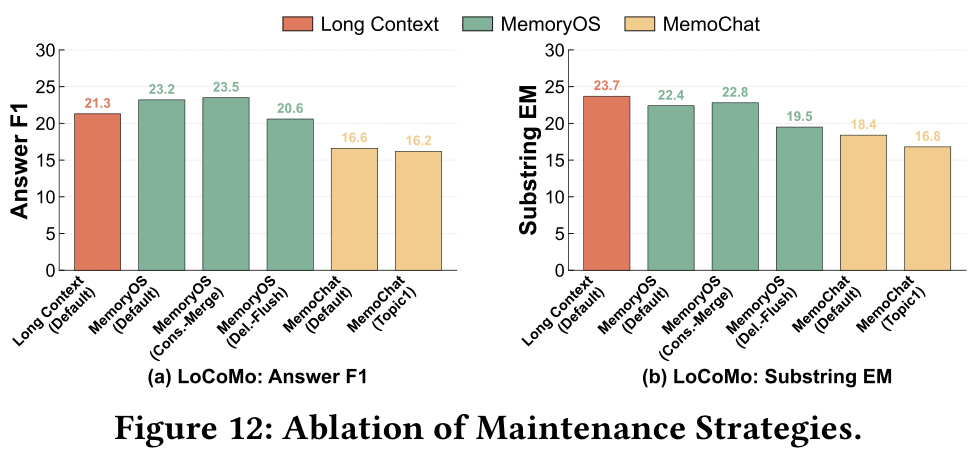 Long Context MemoryOS MemoChat
Answer F1
30
25
20
15
10
5
0
21.3
23.2
23.5
20.6
16.6
16.2
Long Context
(Default)
MemoryOS
(Default)
MemoryOS
(Cons.-Merge)
MemoryOS
(Del.-Flush)
MemoChat
(Default)
MemoChat
(Topic1)
(a) LoCoMo: Answer F1
Substring EM
30
25
20
15
10
5
0
23.7
22.4
22.8
19.5
18.4
16.8
Long Context
(Default)
MemoryOS
(Default)
MemoryOS
(Cons.-Merge)
MemoryOS
(Del.-Flush)
MemoChat
(Default)
MemoChat
(Topic1)
(b) LoCoMo: Substring EM
Figure 12: Ablation of Maintenance Strategies.